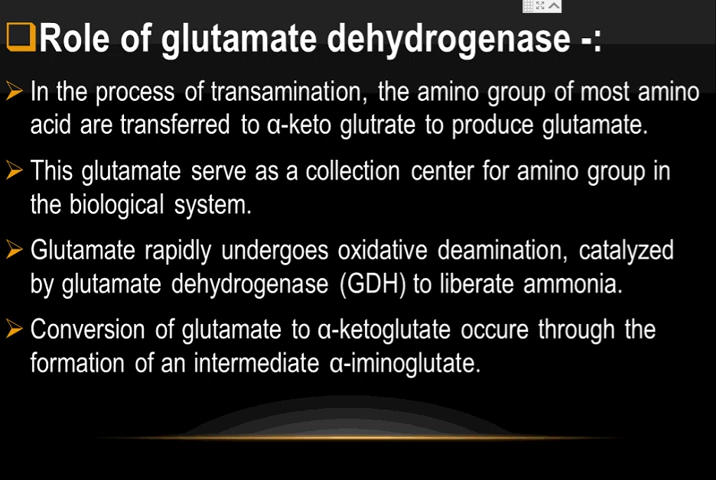 Role of glutamate dehydrogenase -:
In the process of transamination, the amino group of most amino
acid are transferred to α-keto glutrate to produce glutamate.
This glutamate serve as a collection center for amino group in
the biological system.
Glutamate rapidly undergoes oxidative deamination, catalyzed
by glutamate dehydrogenase (GDH) to liberate ammonia.
Conversion of glutamate to α-ketoglutate occure through the
formation of an intermediate α-iminoglutate.